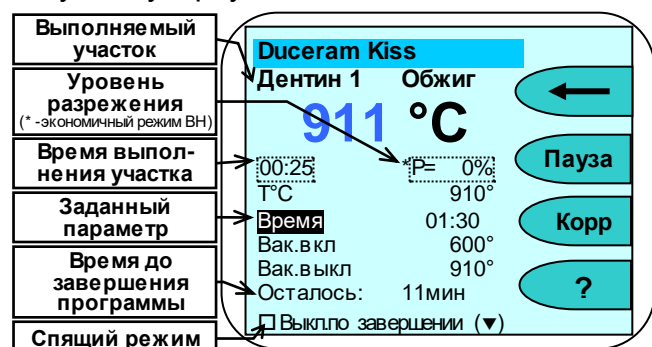 Выполняемый
участок
Уровень
разрежения
(* -экономичный режим ВН)
Время выпол-
нения участка
Заданный
параметр
Время до
завершения
программы
Спящий режим
Duceram Kiss
Дентин 1 Обжиг
911 °C
00:25 *P= 0%
T°C 910°
Время 01:30
Вак.вкл 600°
Вак.выкл 910°
Осталось: 11мин
Выкл.по завершении (▼)
Пауза
Корр
?